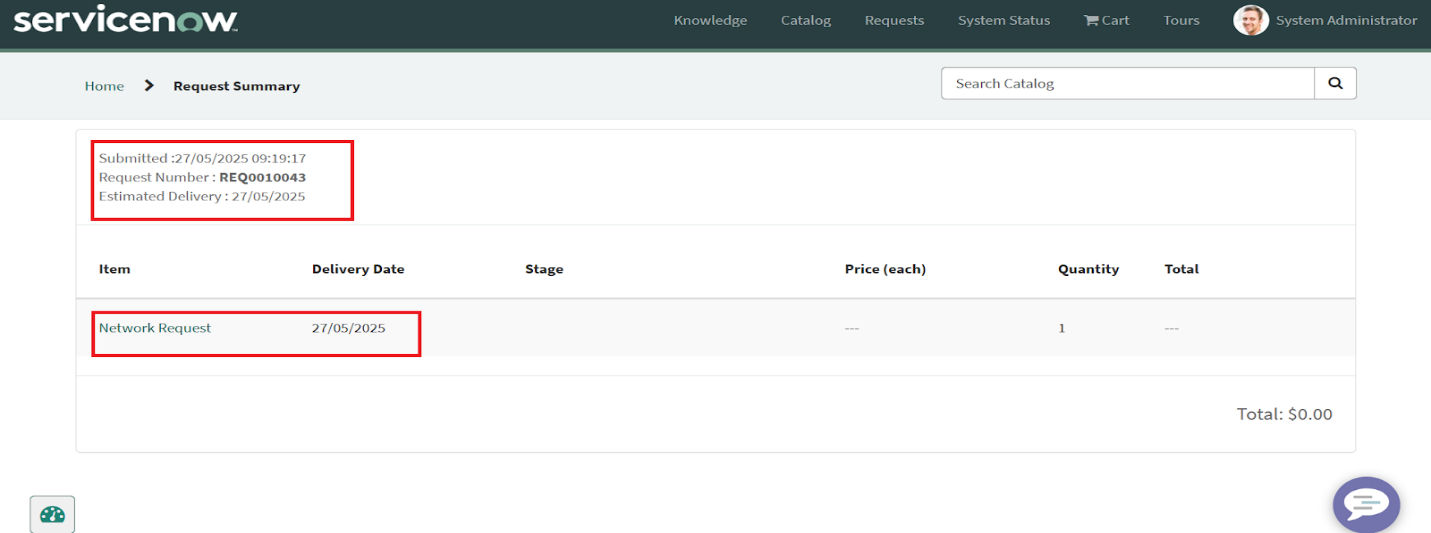 servicenow
Knowledge Catalog Requests System Status Cart Tours System Administrator
Home Request Summary
Search Catalog
Submitted :27/05/2025 09:19:17
Request Number : REQ0010043
Estimated Delivery : 27/05/2025
Item Delivery Date Stage Price (each) Quantity Total
Network Request 27/05/2025 --- 1 ---
Total: $0.00